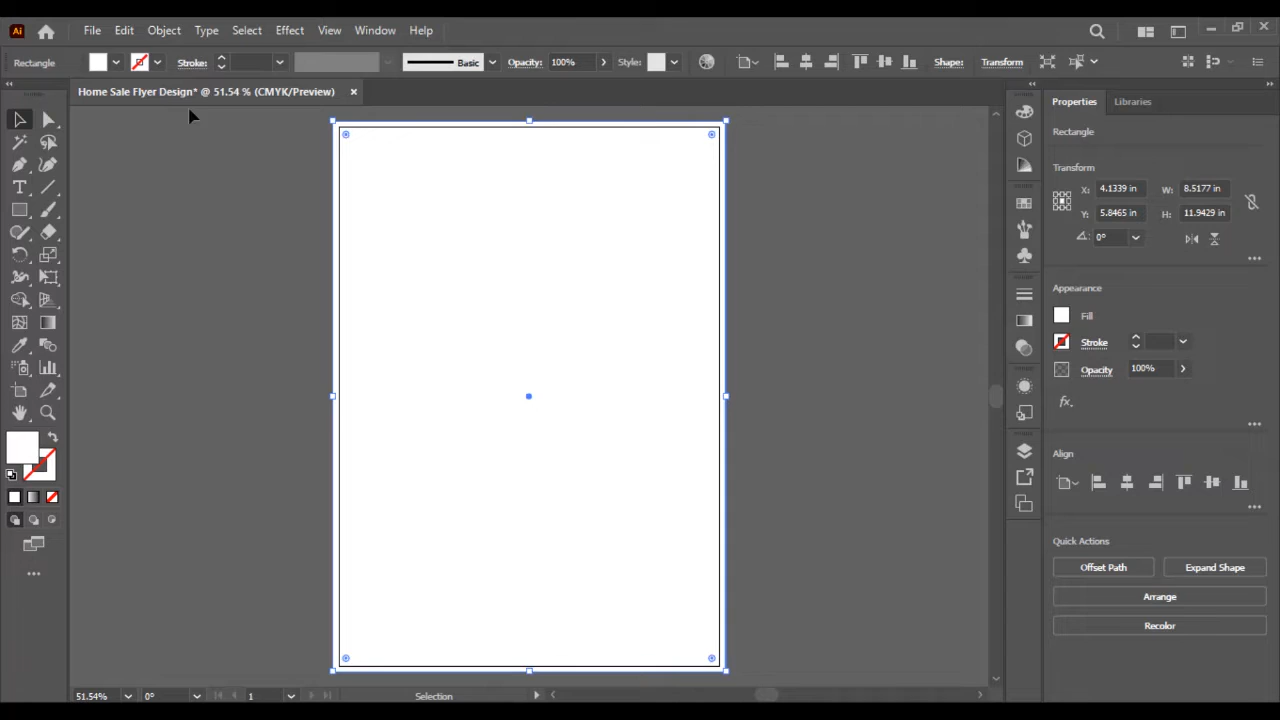 Ai File Edit Object Type Select Effect View Window Help
Rectangle Stroke: Basic Opacity: 100% Style: Shape: Transform
Home Sale Flyer Design* @ 51.54 % (CMYK/Preview)
Properties Libraries
Rectangle
Transform
X: 4.1339 in W: 8.5177 in
Y: 5.8465 in H: 11.9429 in
0°
Appearance
Fill
Stroke
Opacity 100%
fx.
Align
Quick Actions
Offset Path Expand Shape
Arrange
Recolor
51.54% 0° 1 Selection